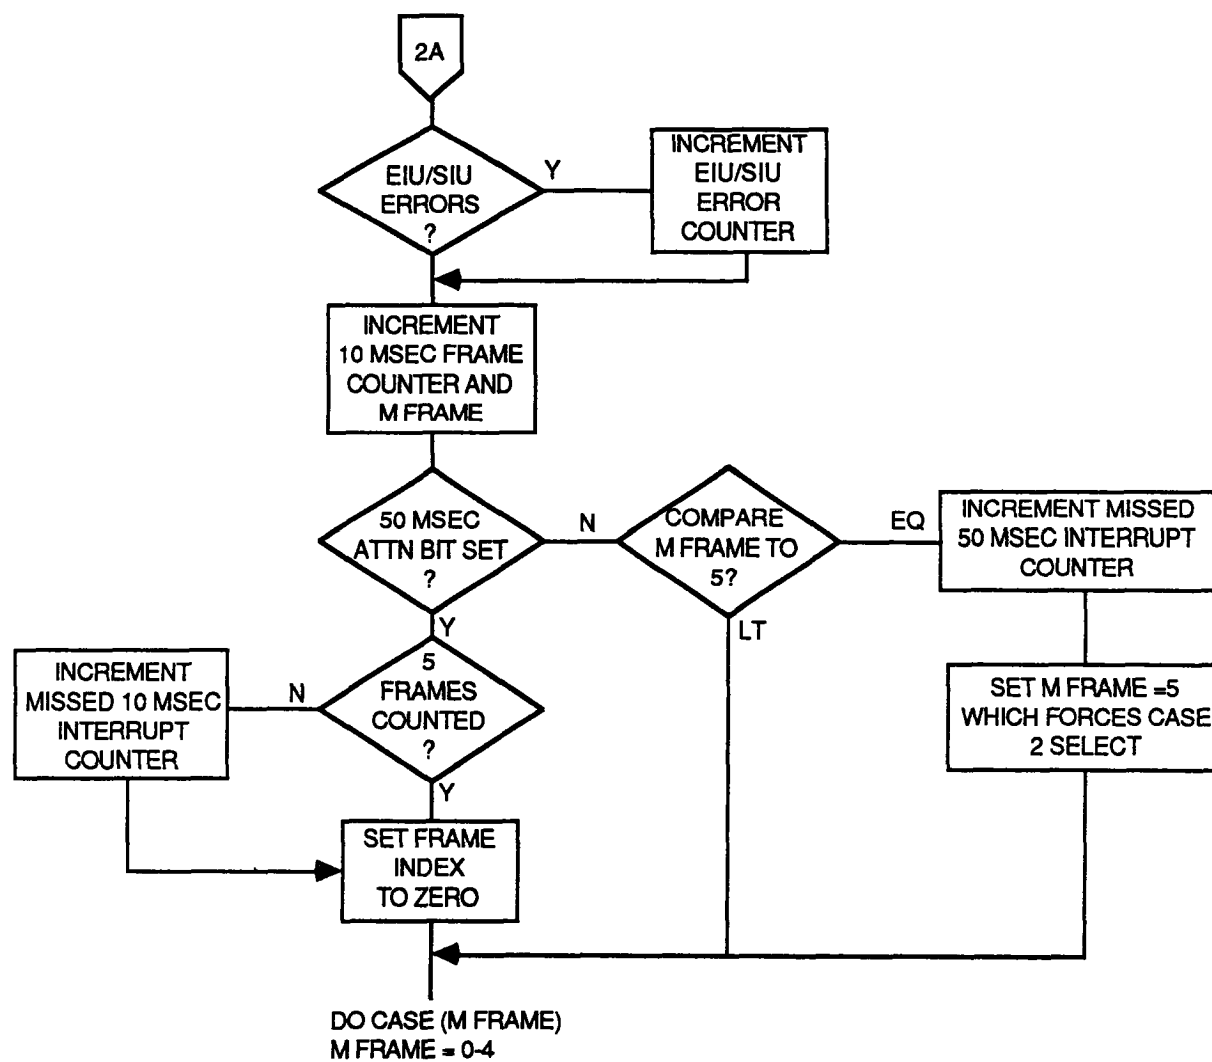 2A
EIU/SIU
ERRORS
?
Y
INCREMENT
EIU/SIU
ERROR
COUNTER
INCREMENT
10 MSEC FRAME
COUNTER AND
M FRAME
50 MSEC
ATTN BIT SET
?
N
COMPARE
M FRAME TO
5?
EQ
INCREMENT MISSED
50 MSEC INTERRUPT
COUNTER
Y
LT
5
FRAMES
COUNTED
?
N
INCREMENT
MISSED 10 MSEC
INTERRUPT
COUNTER
SET M FRAME =5
WHICH FORCES CASE
2 SELECT
Y
SET FRAME
INDEX
TO ZERO
DO CASE (M FRAME)
M FRAME = 0-4